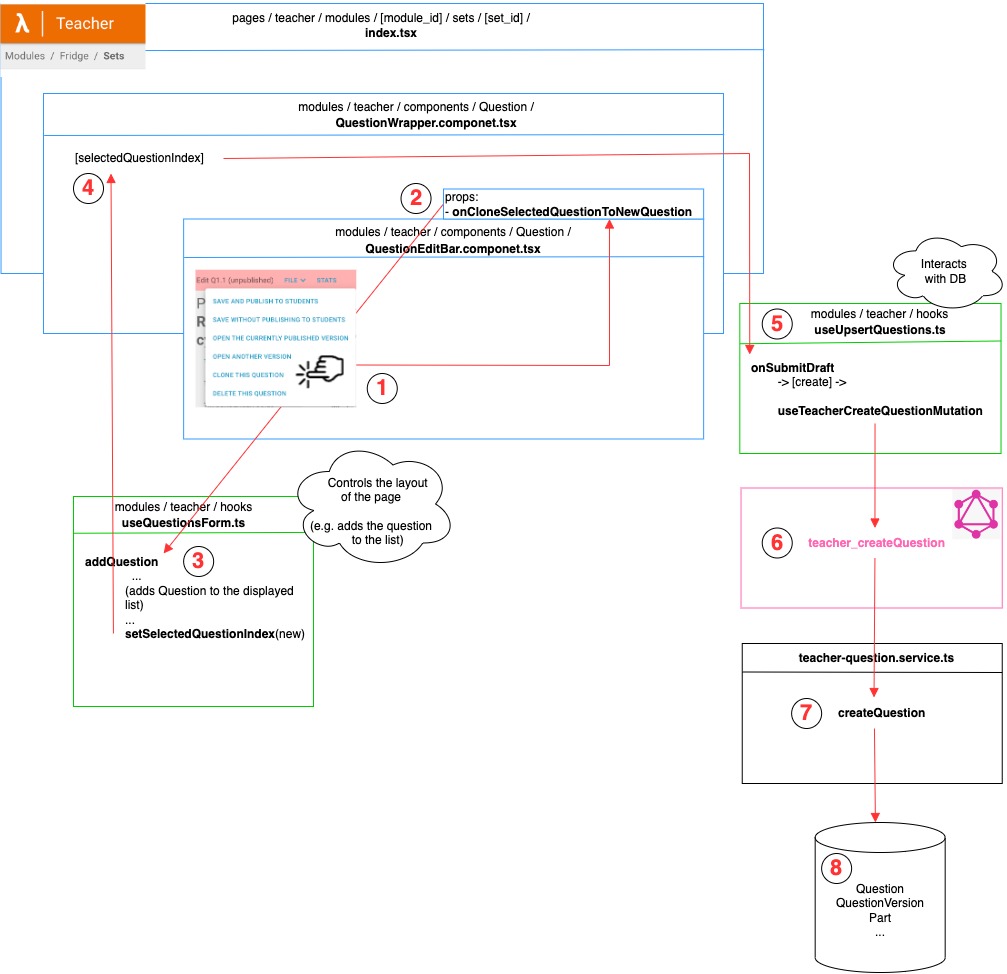 λ | Teacher
Modules / Fridge / Sets
pages / teacher / modules / [module_id] / sets / [set_id] /
index.tsx
modules / teacher / components / Question /
QuestionWrapper.componet.tsx
[selectedQuestionIndex]
4
2
props:
- onCloneSelectedQuestionToNewQuestion
modules / teacher / components / Question /
QuestionEditBar.componet.tsx
Edit Q1.1 (unpublished) FILE STATS
P
R
c
SAVE AND PUBLISH TO STUDENTS
SAVE WITHOUT PUBLISHING TO STUDENTS
OPEN THE CURRENTLY PUBLISHED VERSION
OPEN ANOTHER VERSION
CLONE THIS QUESTION
DELETE THIS QUESTION
1
Interacts
with DB
5
modules / teacher / hooks
useUpsertQuestions.ts
onSubmitDraft
-> [create] ->
useTeacherCreateQuestionMutation
Controls the layout
of the page
(e.g. adds the question
to the list)
modules / teacher / hooks
useQuestionsForm.ts
addQuestion
3
...
(adds Question to the displayed
list)
...
setSelectedQuestionIndex(new)
6
teacher_createQuestion
teacher-question.service.ts
7
createQuestion
8
Question
QuestionVersion
Part
...